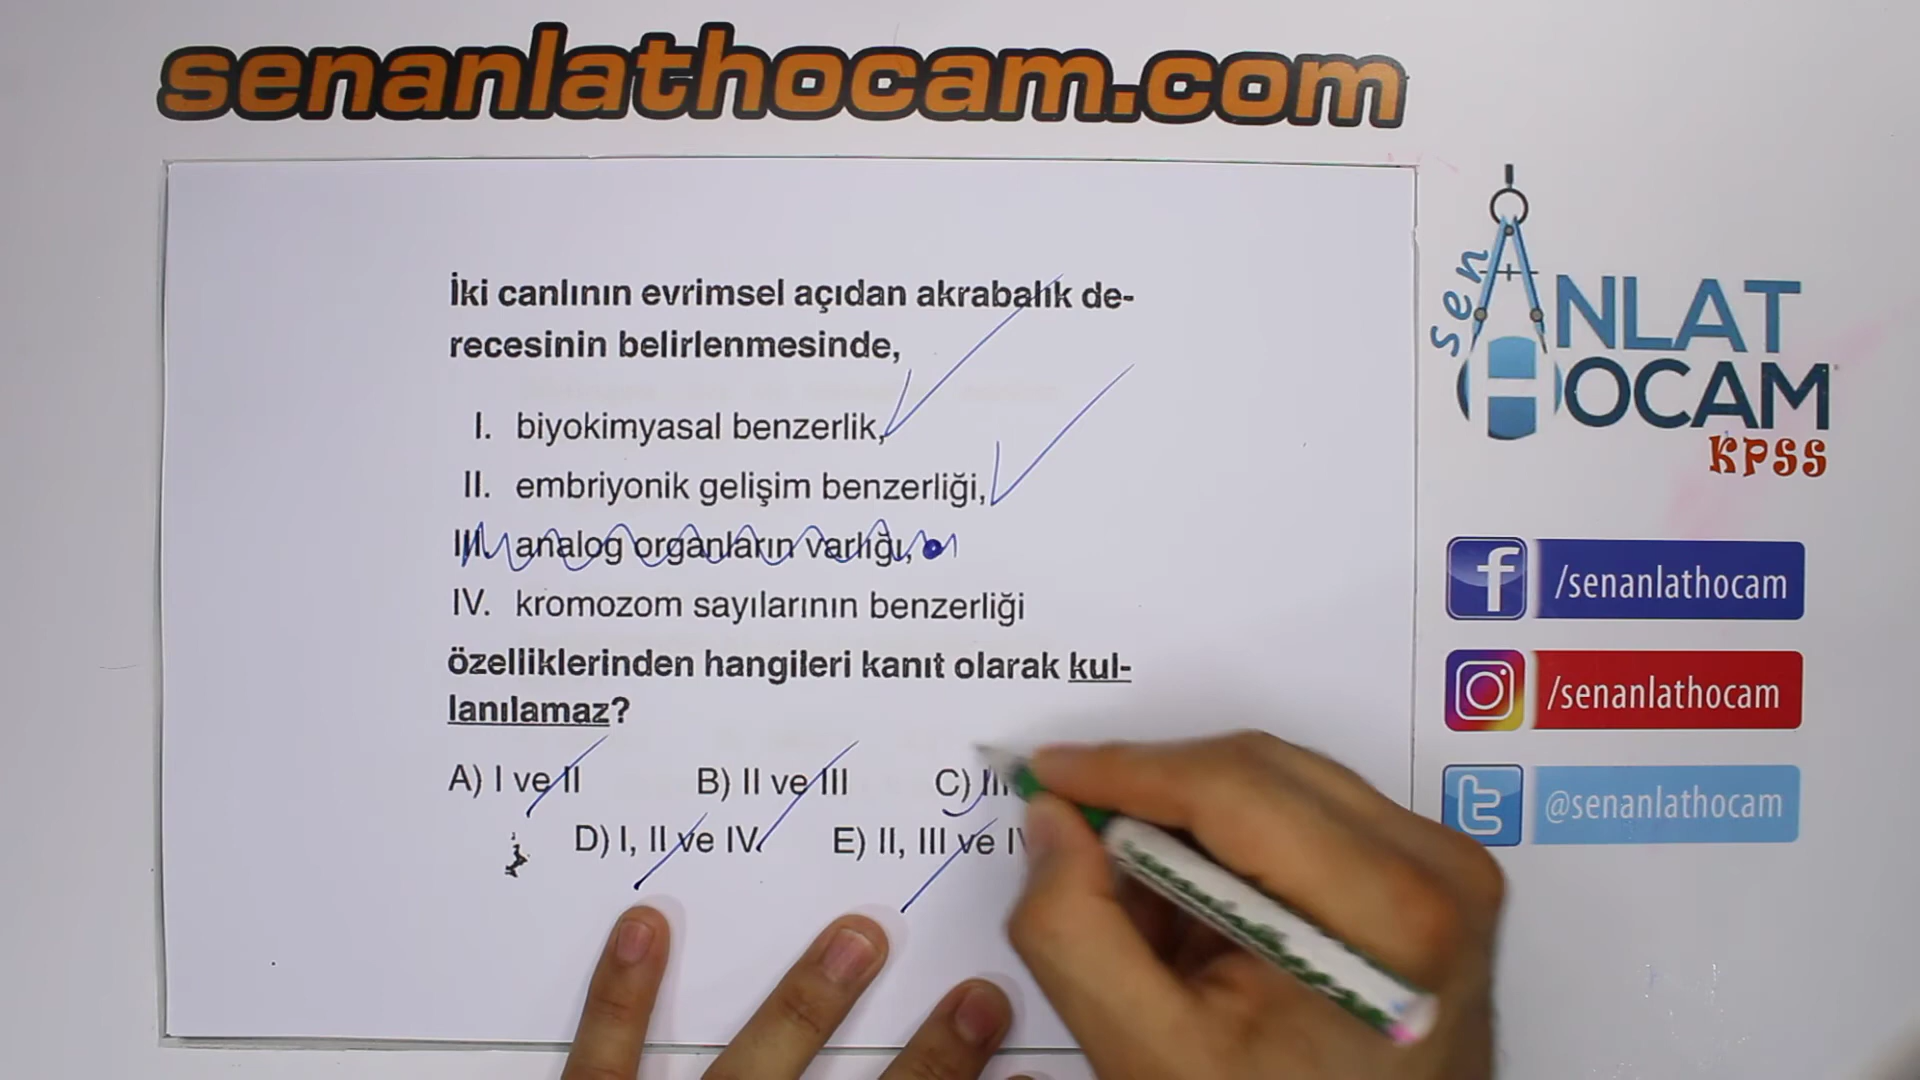 senanlathocam.com
İki canlının evrimsel açıdan akrabalık de-
recesinin belirlenmesinde,
I. biyokimyasal benzerlik,
II. embriyonik gelişim benzerliği,
III. analog organların varlığı,
IV. kromozom sayılarının benzerliği
özelliklerinden hangileri kanıt olarak kul-
lanılamaz?
A) I ve II B) II ve III C)
D) I, II ve IV E) II, III ve
sen
ANLAT
HOCAM
KPSS
f /senanlathocam
/senanlathocam
t @senanlathocam